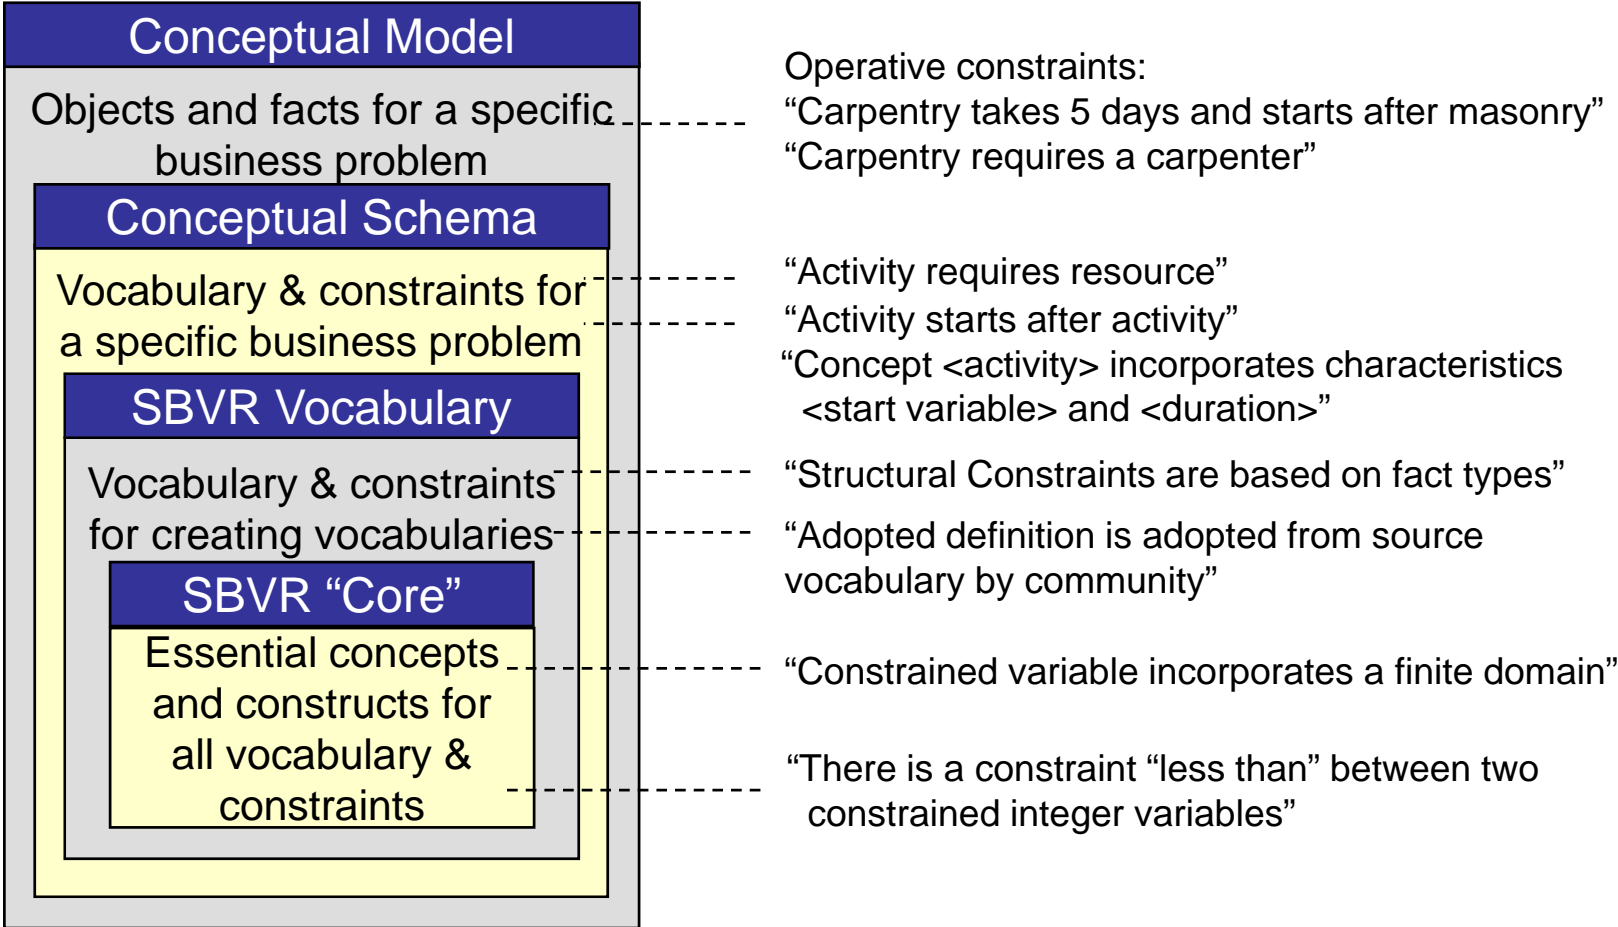 Conceptual Model
Objects and facts for a specific
business problem
Conceptual Schema
Vocabulary & constraints for
a specific business problem
SBVR Vocabulary
Vocabulary & constraints
for creating vocabularies
SBVR “Core”
Essential concepts
and constructs for
all vocabulary &
constraints
Operative constraints:
“Carpentry takes 5 days and starts after masonry”
“Carpentry requires a carpenter”
“Activity requires resource”
“Activity starts after activity”
“Concept <activity> incorporates characteristics
<start variable> and <duration>”
“Structural Constraints are based on fact types”
“Adopted definition is adopted from source
vocabulary by community”
“Constrained variable incorporates a finite domain”
“There is a constraint “less than” between two
constrained integer variables”